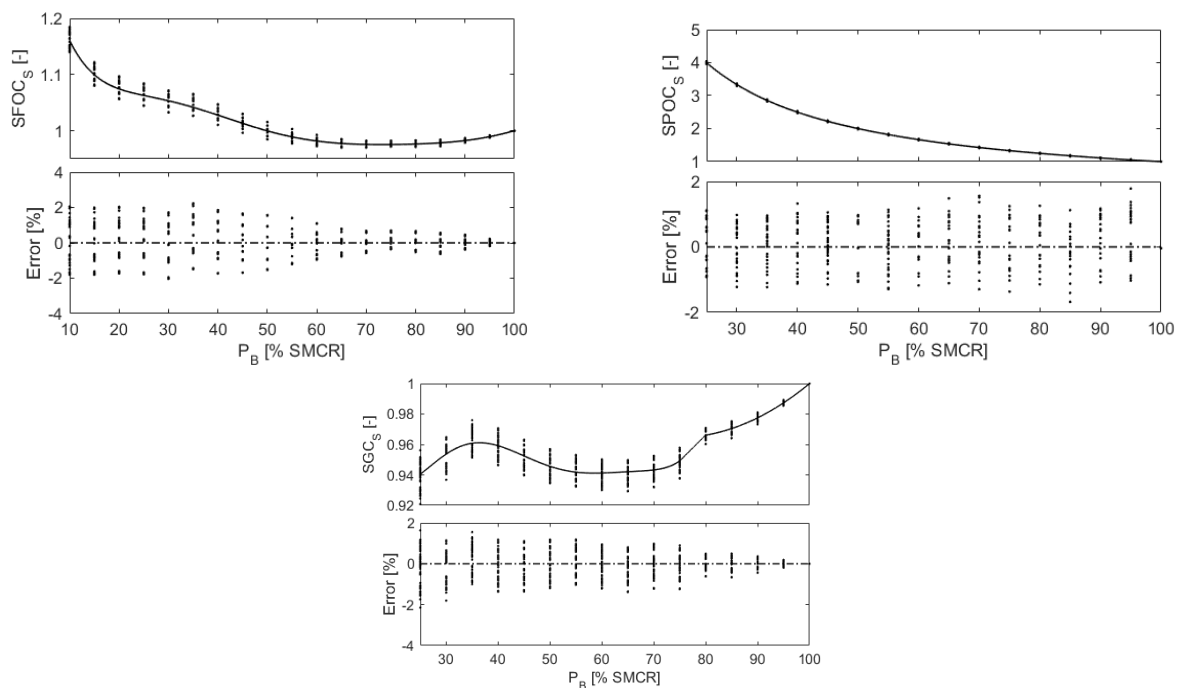 1.2
1.1
1
SFOC_S [-]
4
2
0
-2
-4
Error [%]
10 20 30 40 50 60 70 80 90 100
P_B [% SMCR]
5
4
3
2
1
SPOC_S [-]
2
0
-2
Error [%]
30 40 50 60 70 80 90 100
P_B [% SMCR]
1
0.98
0.96
0.94
0.92
SGC_S [-]
2
0
-2
-4
Error [%]
30 40 50 60 70 80 90 100
P_B [% SMCR]